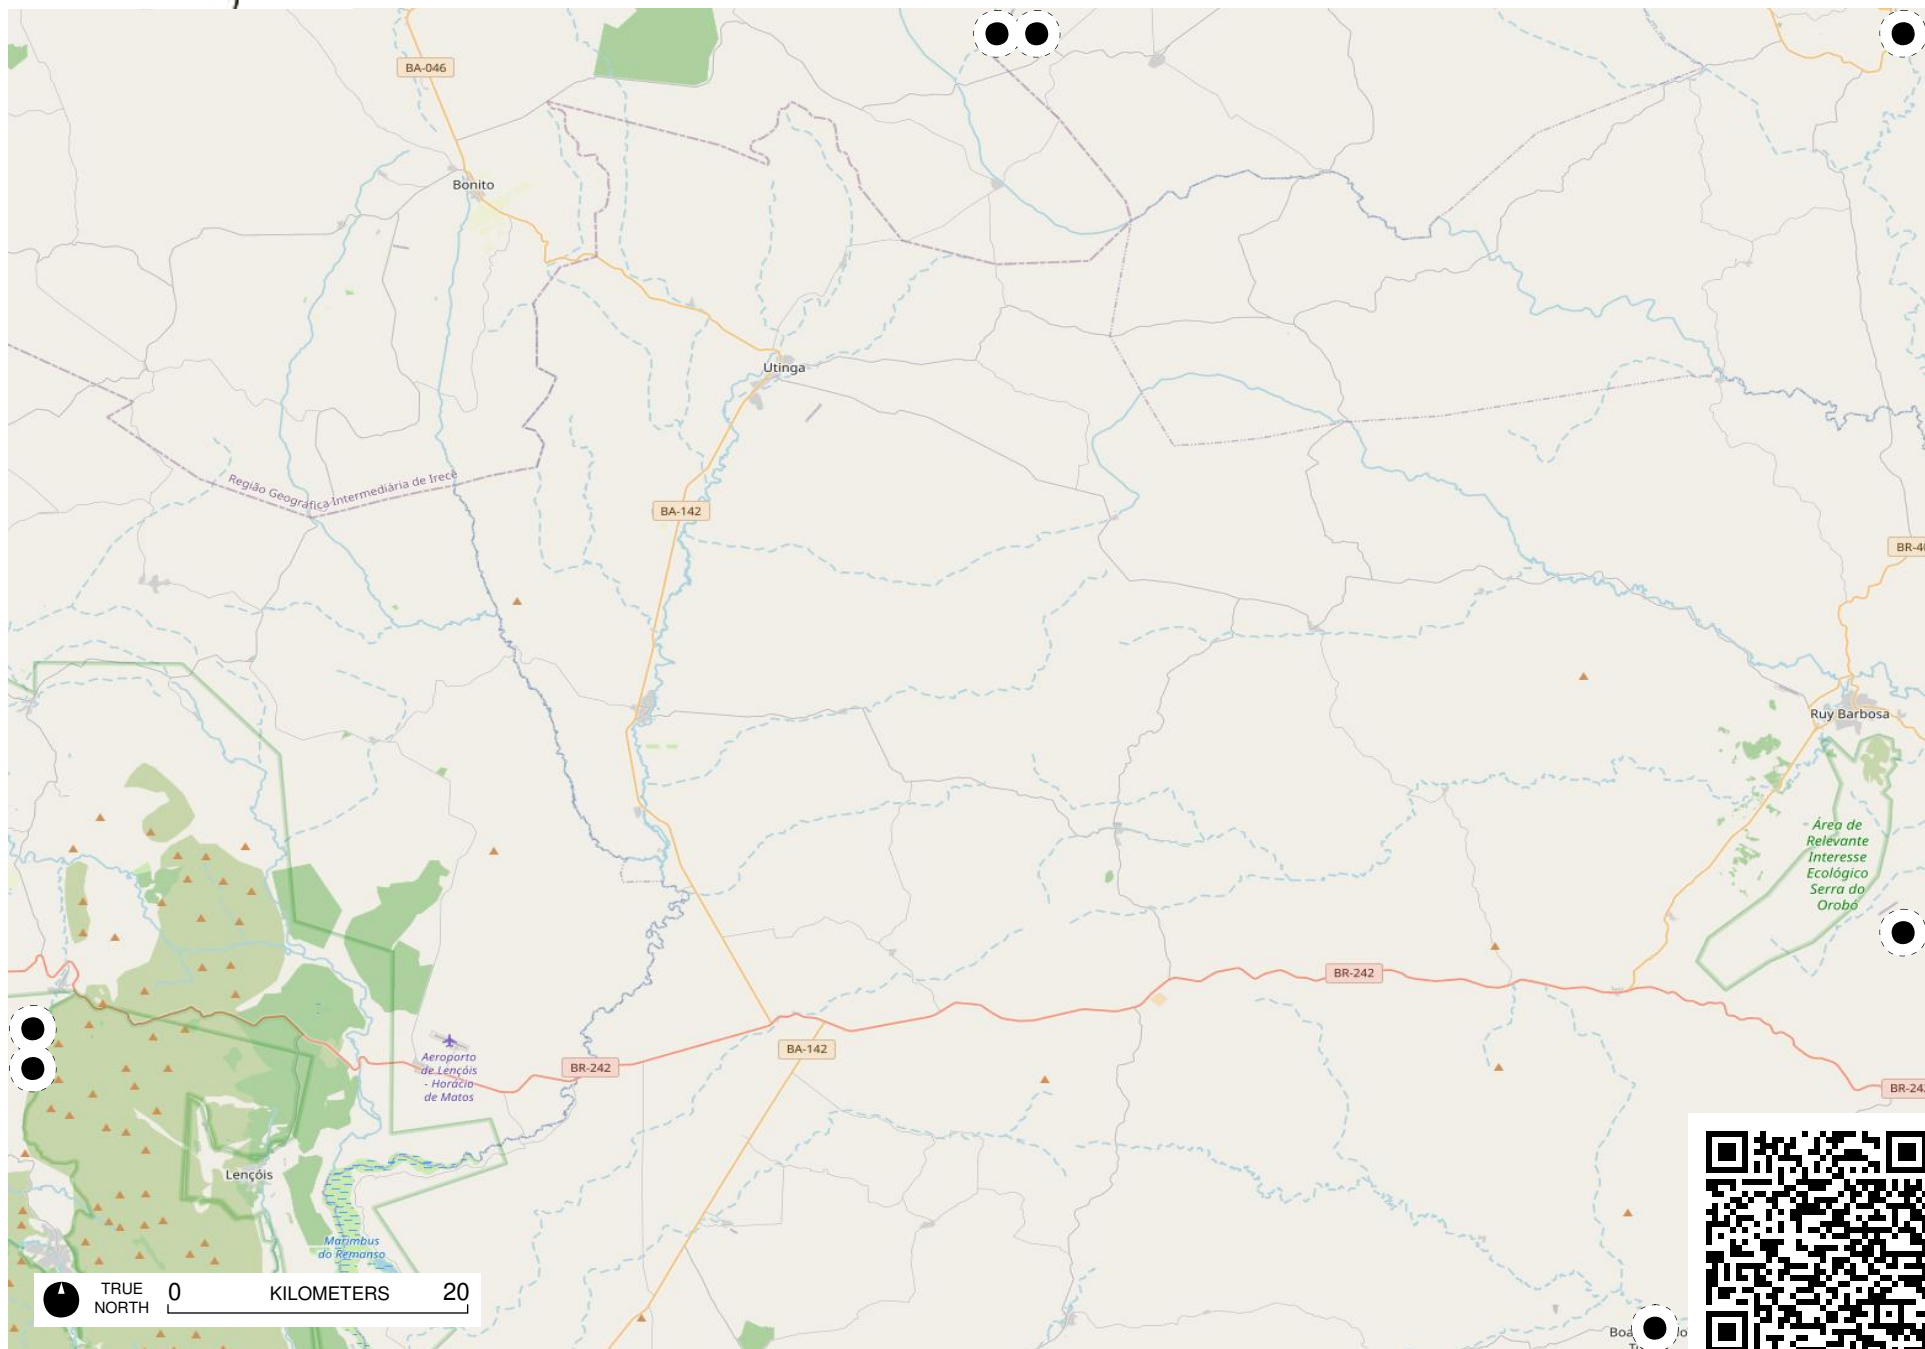 BA-046
Bonito
Utinga
Região Geográfica Intermediária de Irecê
BA-142
BR-4
Ruy Barbosa
Área de
Relevante
Interesse
Ecológico
Serra do
Orobó
BR-242
BA-142
Aeroporto
de Lençóis
- Horácio
de Matos
BR-242
BR-24
Lençóis
Marimbus
do Remanso
TRUE
NORTH
0 KILOMETERS 20
Boa